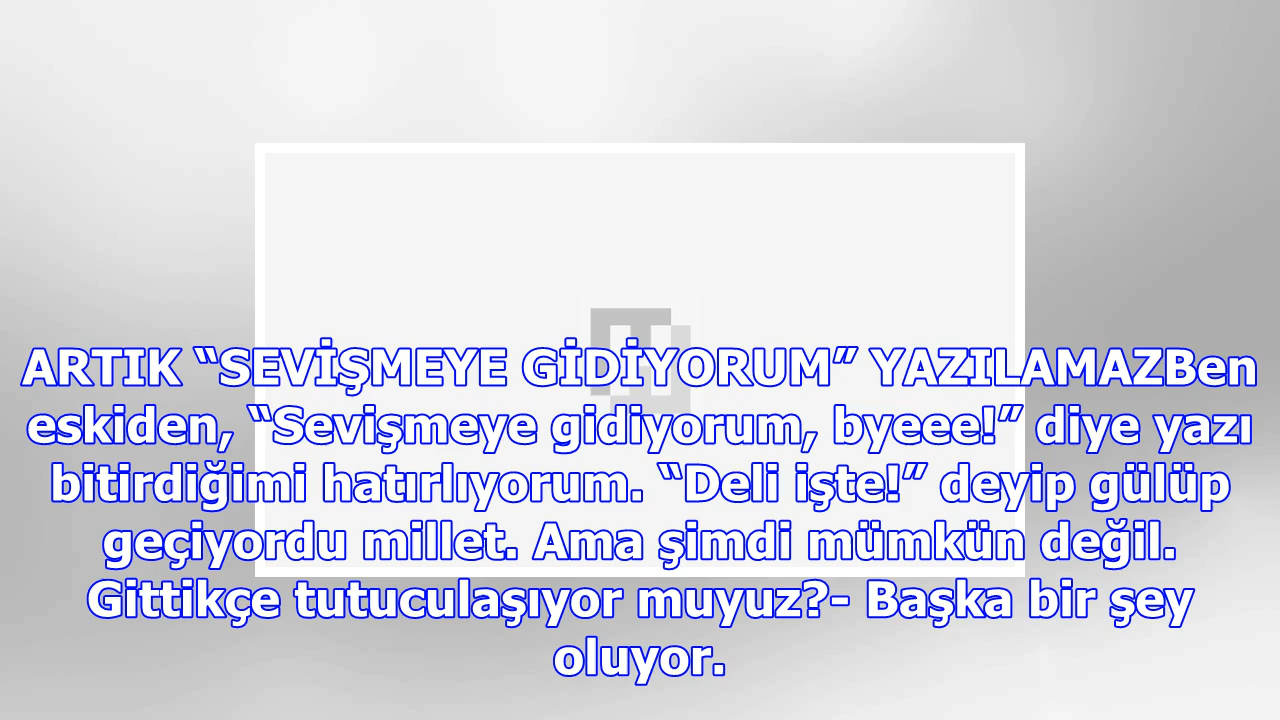 ARTIK “SEVİŞMEYE GİDİYORUM” YAZILAMAZBen
eskiden, “Sevişmeye gidiyorum, byeee!” diye yazı
bitirdiğimi hatırlıyorum. “Deli işte!” deyip gülüp
geçiyordu millet. Ama şimdi mümkün değil.
Gittikçe tutuculaşıyor muyuz?- Başka bir şey
oluyor.